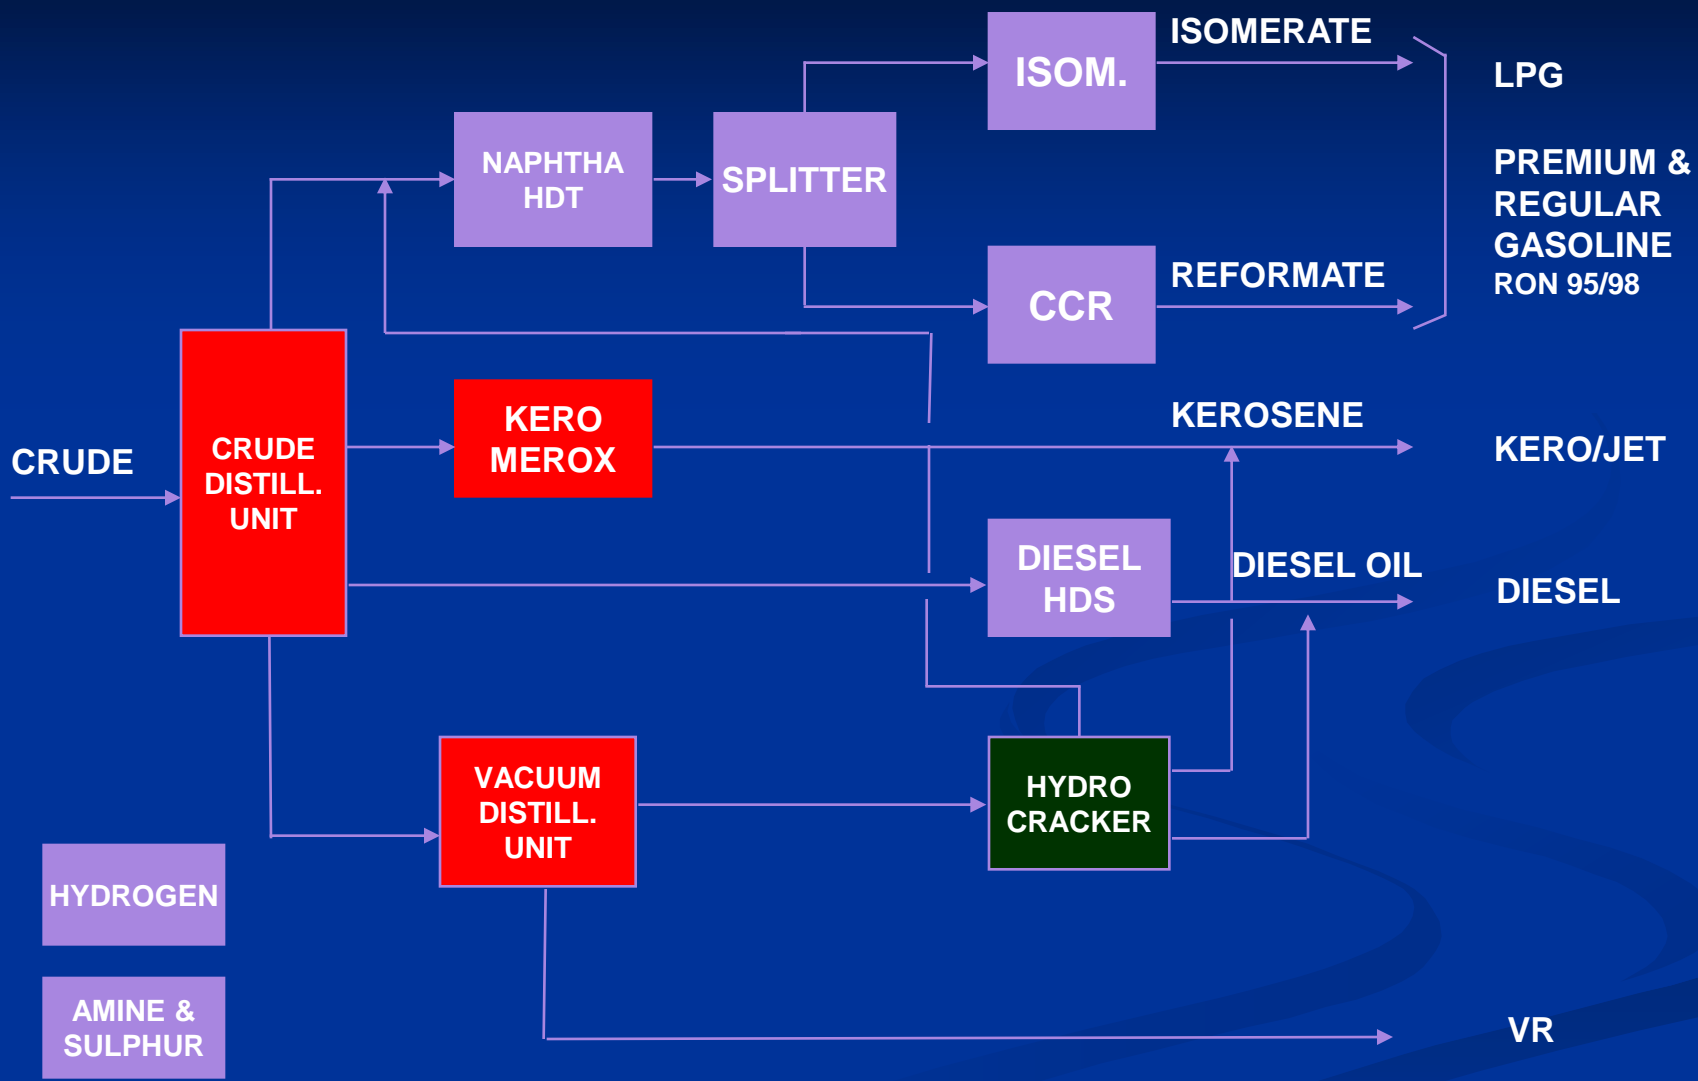 ISOMERATE
ISOM.
LPG
NAPHTHA
HDT
SPLITTER
PREMIUM &
REGULAR
GASOLINE
RON 95/98
REFORMATE
CCR
KERO
MEROX
KEROSENE
KERO/JET
CRUDE
CRUDE
DISTILL.
UNIT
DIESEL
HDS
DIESEL OIL
DIESEL
VACUUM
DISTILL.
UNIT
HYDRO
CRACKER
HYDROGEN
AMINE &
SULPHUR
VR